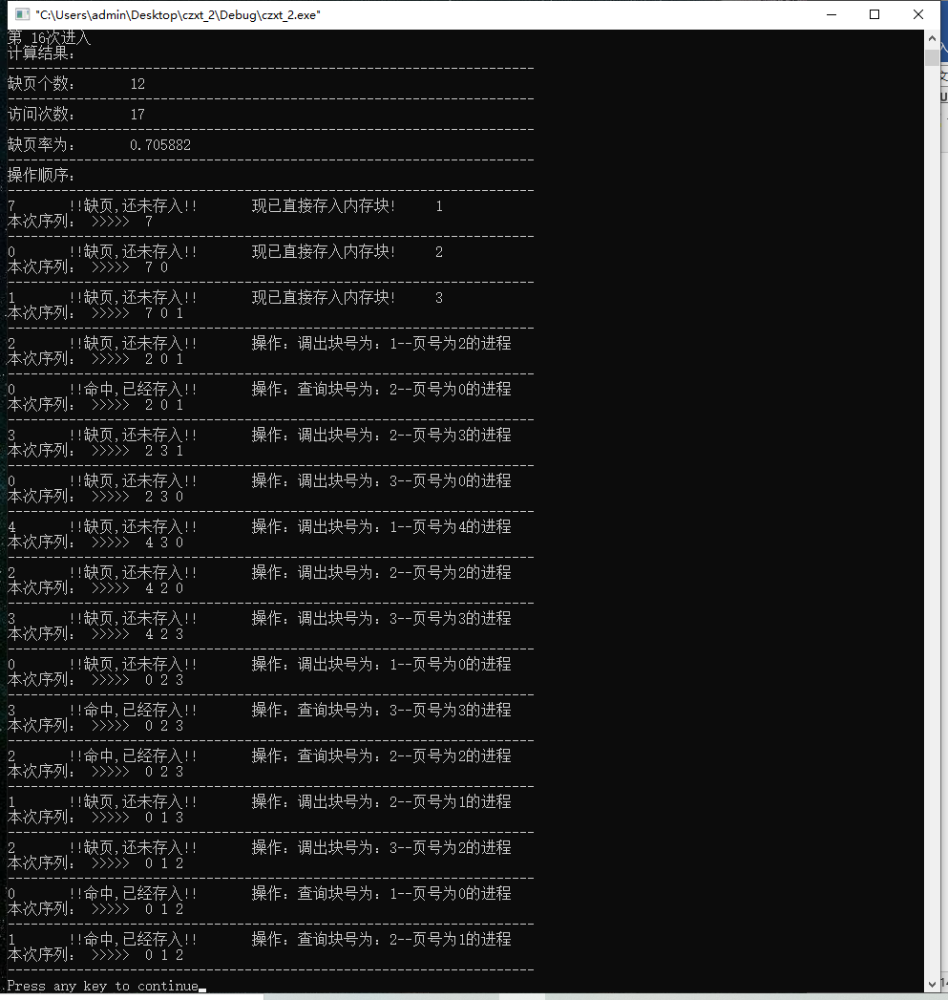 "C:\Users\admin\Desktop\czxt_2\Debug\czxt_2.exe"
第 16次进入
计算结果:
缺页个数: 12
访问次数: 17
缺页率为: 0.705882
操作顺序:
7 !!缺页,还未存入!! 现已直接存入内存块! 1
本次序列: >>>>> 7
0 !!缺页,还未存入!! 现已直接存入内存块! 2
本次序列: >>>>> 7 0
1 !!缺页,还未存入!! 现已直接存入内存块! 3
本次序列: >>>>> 7 0 1
2 !!缺页,还未存入!! 操作: 调出块号为: 1--页号为2的进程
本次序列: >>>>> 2 0 1
0 !!命中,已经存入!! 操作: 查询块号为: 2--页号为0的进程
本次序列: >>>>> 2 0 1
3 !!缺页,还未存入!! 操作: 调出块号为: 2--页号为3的进程
本次序列: >>>>> 2 3 1
0 !!缺页,还未存入!! 操作: 调出块号为: 3--页号为0的进程
本次序列: >>>>> 2 3 0
4 !!缺页,还未存入!! 操作: 调出块号为: 1--页号为4的进程
本次序列: >>>>> 4 3 0
2 !!缺页,还未存入!! 操作: 调出块号为: 2--页号为2的进程
本次序列: >>>>> 4 2 0
3 !!缺页,还未存入!! 操作: 调出块号为: 3--页号为3的进程
本次序列: >>>>> 4 2 3
0 !!缺页,还未存入!! 操作: 调出块号为: 1--页号为0的进程
本次序列: >>>>> 0 2 3
3 !!命中,已经存入!! 操作: 查询块号为: 3--页号为3的进程
本次序列: >>>>> 0 2 3
2 !!命中,已经存入!! 操作: 查询块号为: 2--页号为2的进程
本次序列: >>>>> 0 2 3
1 !!缺页,还未存入!! 操作: 调出块号为: 2--页号为1的进程
本次序列: >>>>> 0 1 3
2 !!缺页,还未存入!! 操作: 调出块号为: 3--页号为2的进程
本次序列: >>>>> 0 1 2
0 !!命中,已经存入!! 操作: 查询块号为: 1--页号为0的进程
本次序列: >>>>> 0 1 2
1 !!命中,已经存入!! 操作: 查询块号为: 2--页号为1的进程
本次序列: >>>>> 0 1 2
Press any key to continue